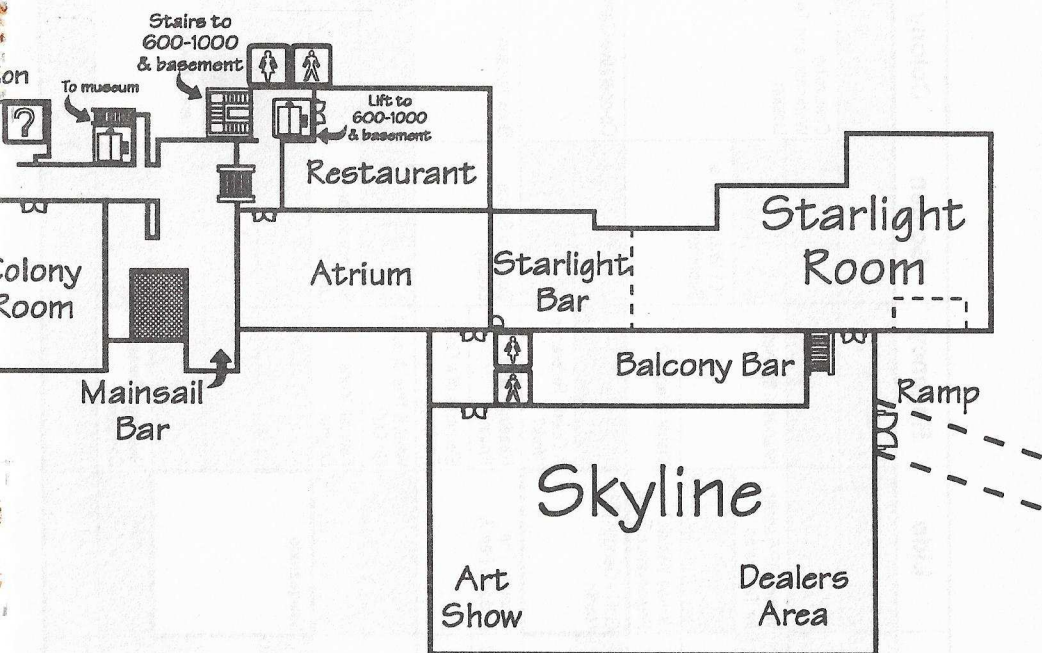 Stairs to
600-1000
& basement
on
To museum
?
Lift to
600-1000
& basement
Restaurant
Starlight
Room
Colony
Room
Atrium
Starlight
Bar
Mainsail
Bar
Balcony Bar
Ramp
Skyline
Art
Show
Dealers
Area